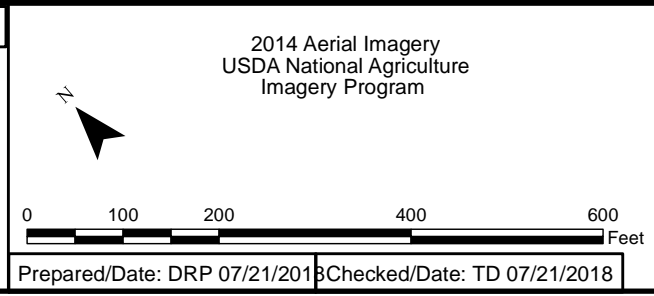 2014 Aerial Imagery
USDA National Agriculture
Imagery Program
N
0 100 200 400 600
Feet
Prepared/Date: DRP 07/21/2018 Checked/Date: TD 07/21/2018